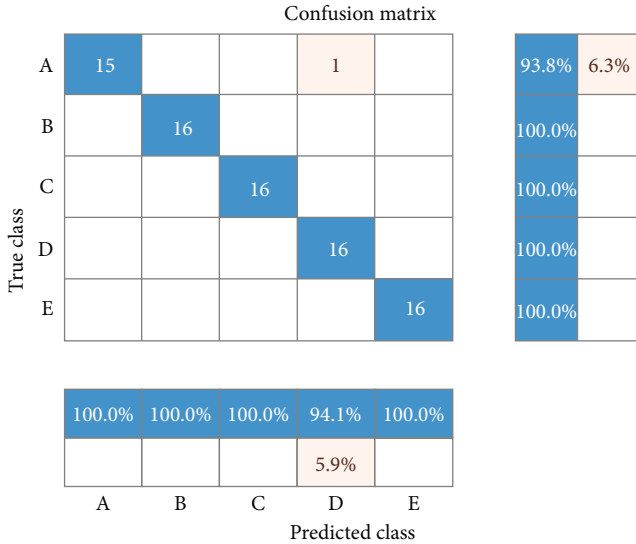 Confusion matrix
A 15 1 93.8% 6.3%
B 16 100.0%
C 16 100.0%
D 16 100.0%
E 16 100.0%
True class
100.0% 100.0% 100.0% 94.1% 100.0%
5.9%
A B C D E
Predicted class